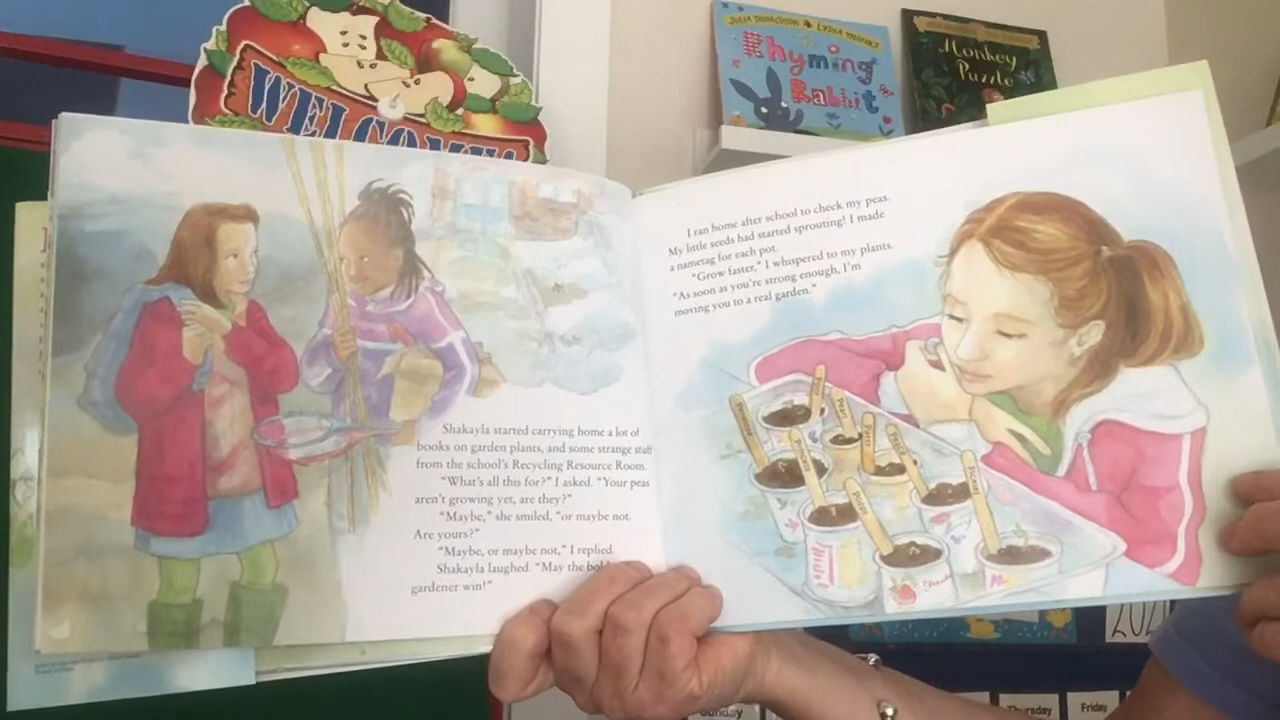 WELCOME
JULIA DONALDSON & LYDIA MONKS
Rhyming
Rabbit
Monkey
Puzzle
Shakayla started carrying home a lot of
books on garden plants, and some strange stuff
from the school's Recycling Resource Room.
"What's all this for?" I asked. "Your peas
aren't growing yet, are they?"
"Maybe," she smiled, "or maybe not.
Are yours?"
"Maybe, or maybe not," I replied.
Shakayla laughed. "May the
gardener win!"
I ran home after school to check my peas.
My little seeds had started sprouting! I made
a nametag for each pot.
"Grow faster," I whispered to my plants.
"As soon as you're strong enough, I'm
moving you to a real garden."
Sunday
Thursday
Friday